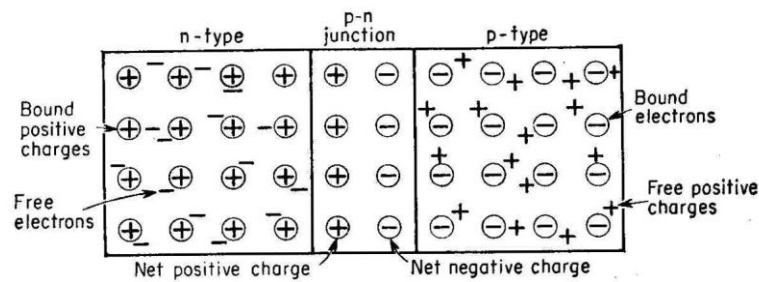 p-n
n-type junction p-type
Bound
positive
charges
Bound
electrons
Free
electrons
Free positive
charges
Net positive charge Net negative charge